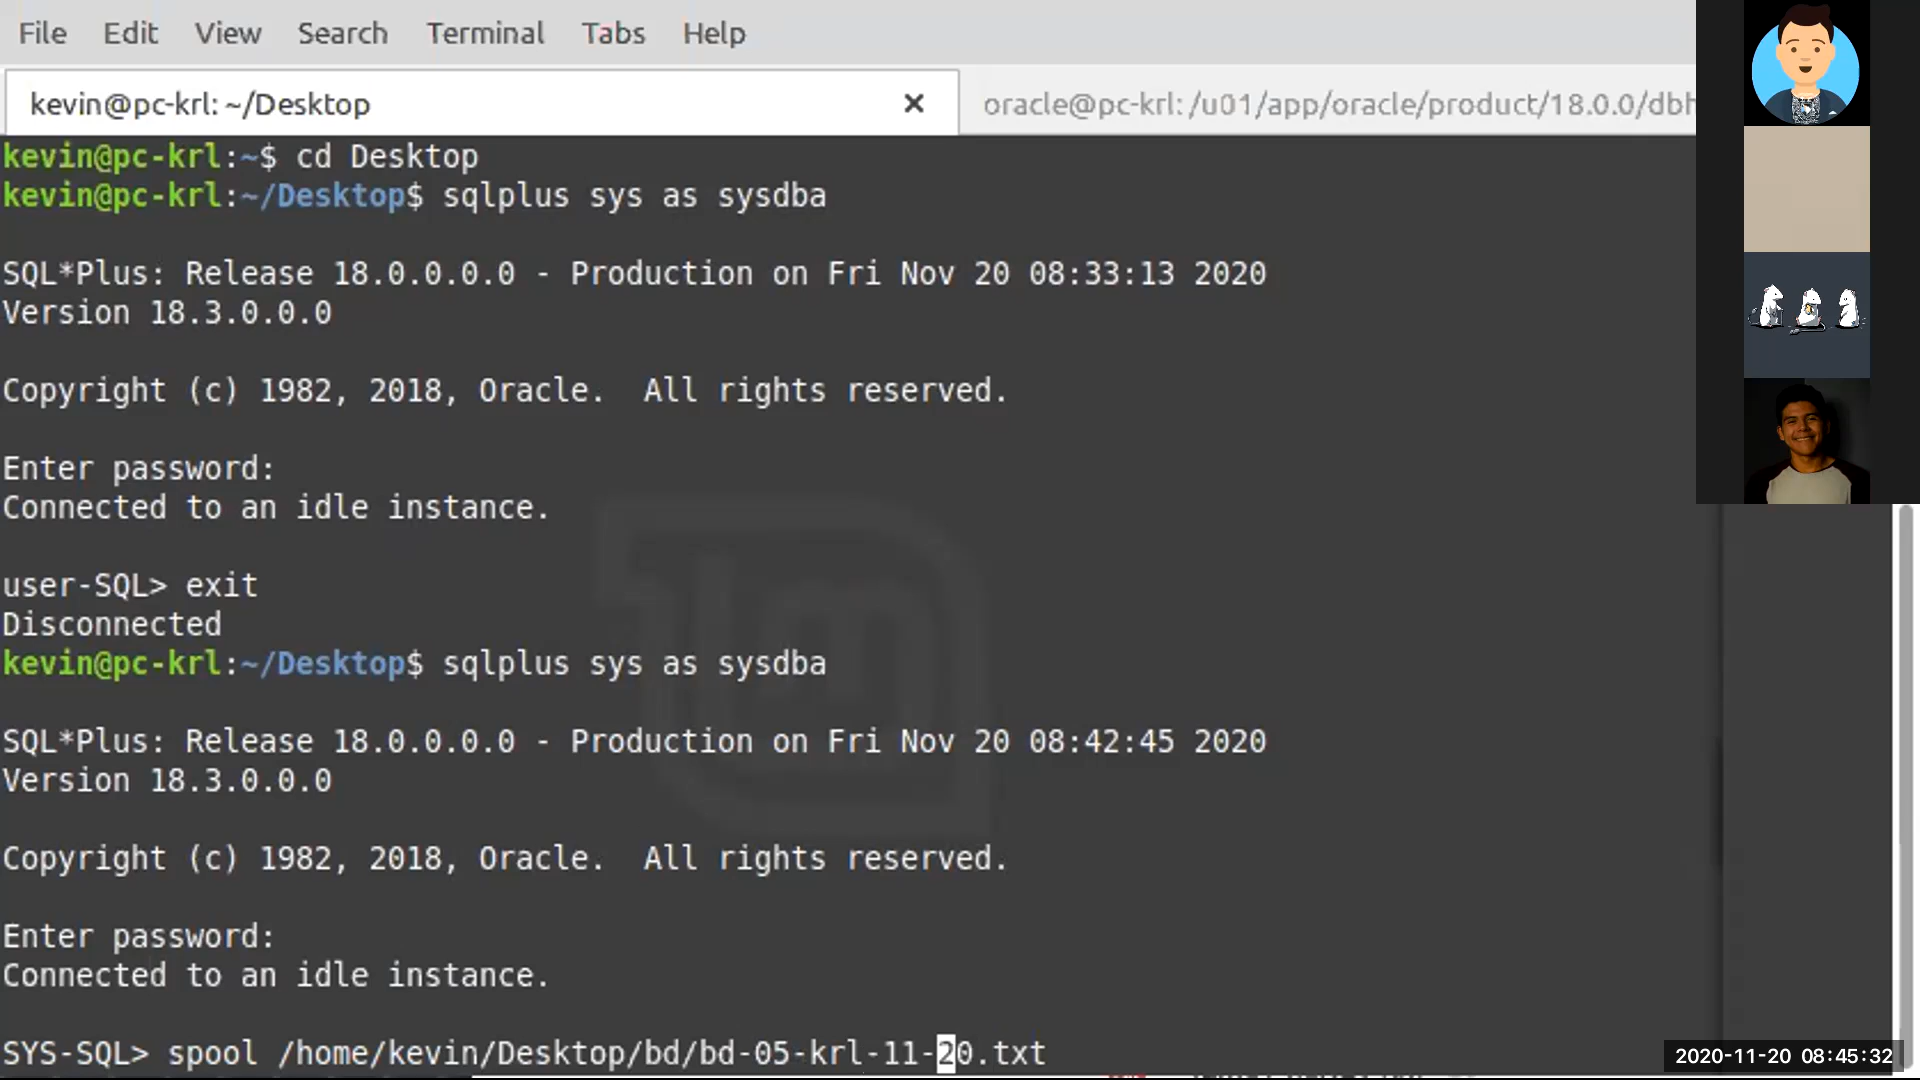 File Edit View Search Terminal Tabs Help
kevin@pc-krl: ~/Desktop × oracle@pc-krl: /u01/app/oracle/product/18.0.0/dbh
kevin@pc-krl:~$ cd Desktop
kevin@pc-krl:~/Desktop$ sqlplus sys as sysdba
SQL*Plus: Release 18.0.0.0.0 - Production on Fri Nov 20 08:33:13 2020
Version 18.3.0.0.0
Copyright (c) 1982, 2018, Oracle.  All rights reserved.
Enter password:
Connected to an idle instance.
user-SQL> exit
Disconnected
kevin@pc-krl:~/Desktop$ sqlplus sys as sysdba
SQL*Plus: Release 18.0.0.0.0 - Production on Fri Nov 20 08:42:45 2020
Version 18.3.0.0.0
Copyright (c) 1982, 2018, Oracle.  All rights reserved.
Enter password:
Connected to an idle instance.
SYS-SQL> spool /home/kevin/Desktop/bd/bd-05-krl-11-20.txt
2020-11-20 08:45:32